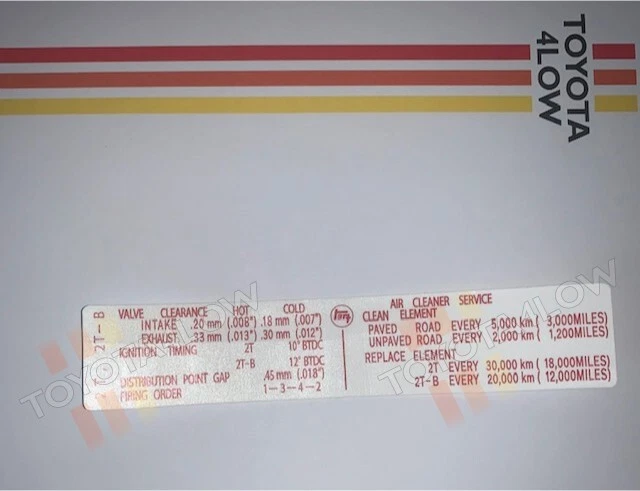 TOYOTA
4LOW
2T-B
VALVE CLEARANCE HOT COLD
INTAKE .20 mm (.008") .18 mm (.007")
EXHAUST .33 mm (.013") .30 mm (.012")
IGNITION TIMING 2T 10° BTDC
2T-B 12° BTDC
DISTRIBUTION POINT GAP .45 mm (.018")
FIRING ORDER 1-3-4-2
AIR CLEANER SERVICE
CLEAN ELEMENT
PAVED ROAD EVERY 5,000 km ( 3,000MILES)
UNPAVED ROAD EVERY 2,000 km ( 1,200MILES)
REPLACE ELEMENT
2T EVERY 30,000 km ( 18,000MILES)
2T-B EVERY 20,000 km ( 12,000MILES)
TOYOTA 4LOW
TOYOTA 4LOW